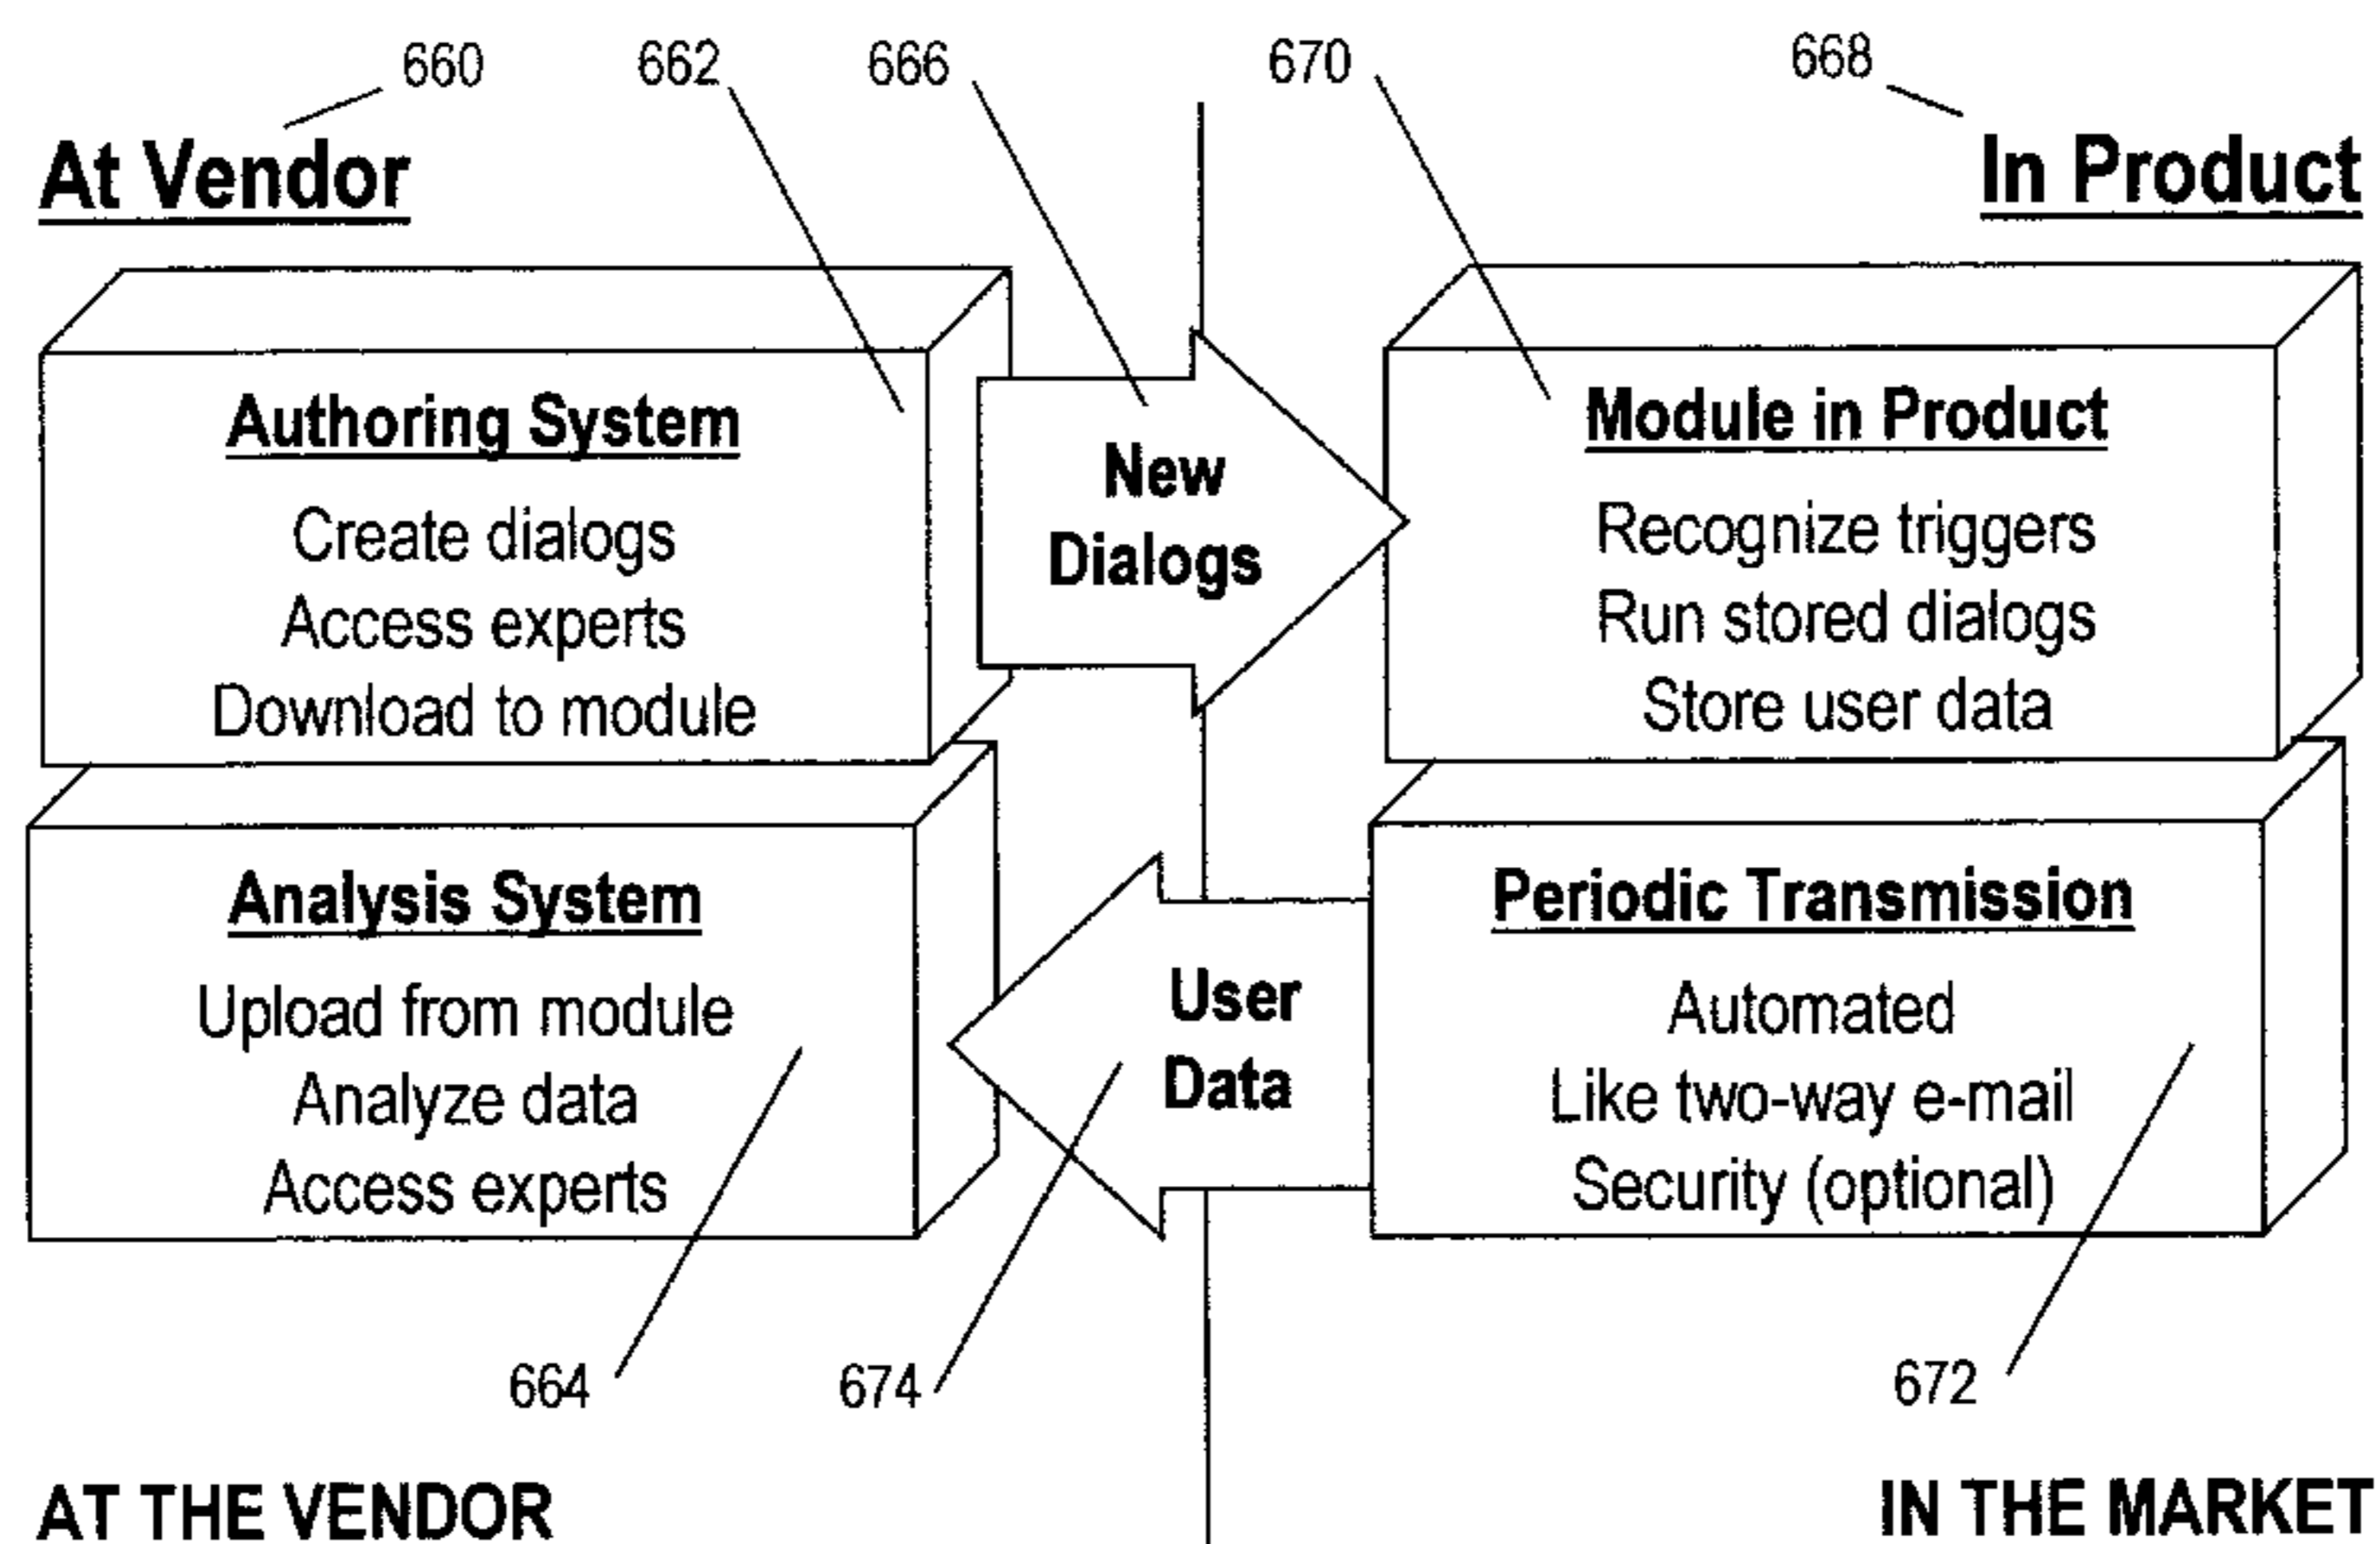 660
662
666
670
668
At Vendor
In Product
Authoring System
Create dialogs
Access experts
Download to module
New
Dialogs
Module in Product
Recognize triggers
Run stored dialogs
Store user data
Analysis System
Upload from module
Analyze data
Access experts
User
Data
Periodic Transmission
Automated
Like two-way e-mail
Security (optional)
664
674
672
AT THE VENDOR
IN THE MARKET